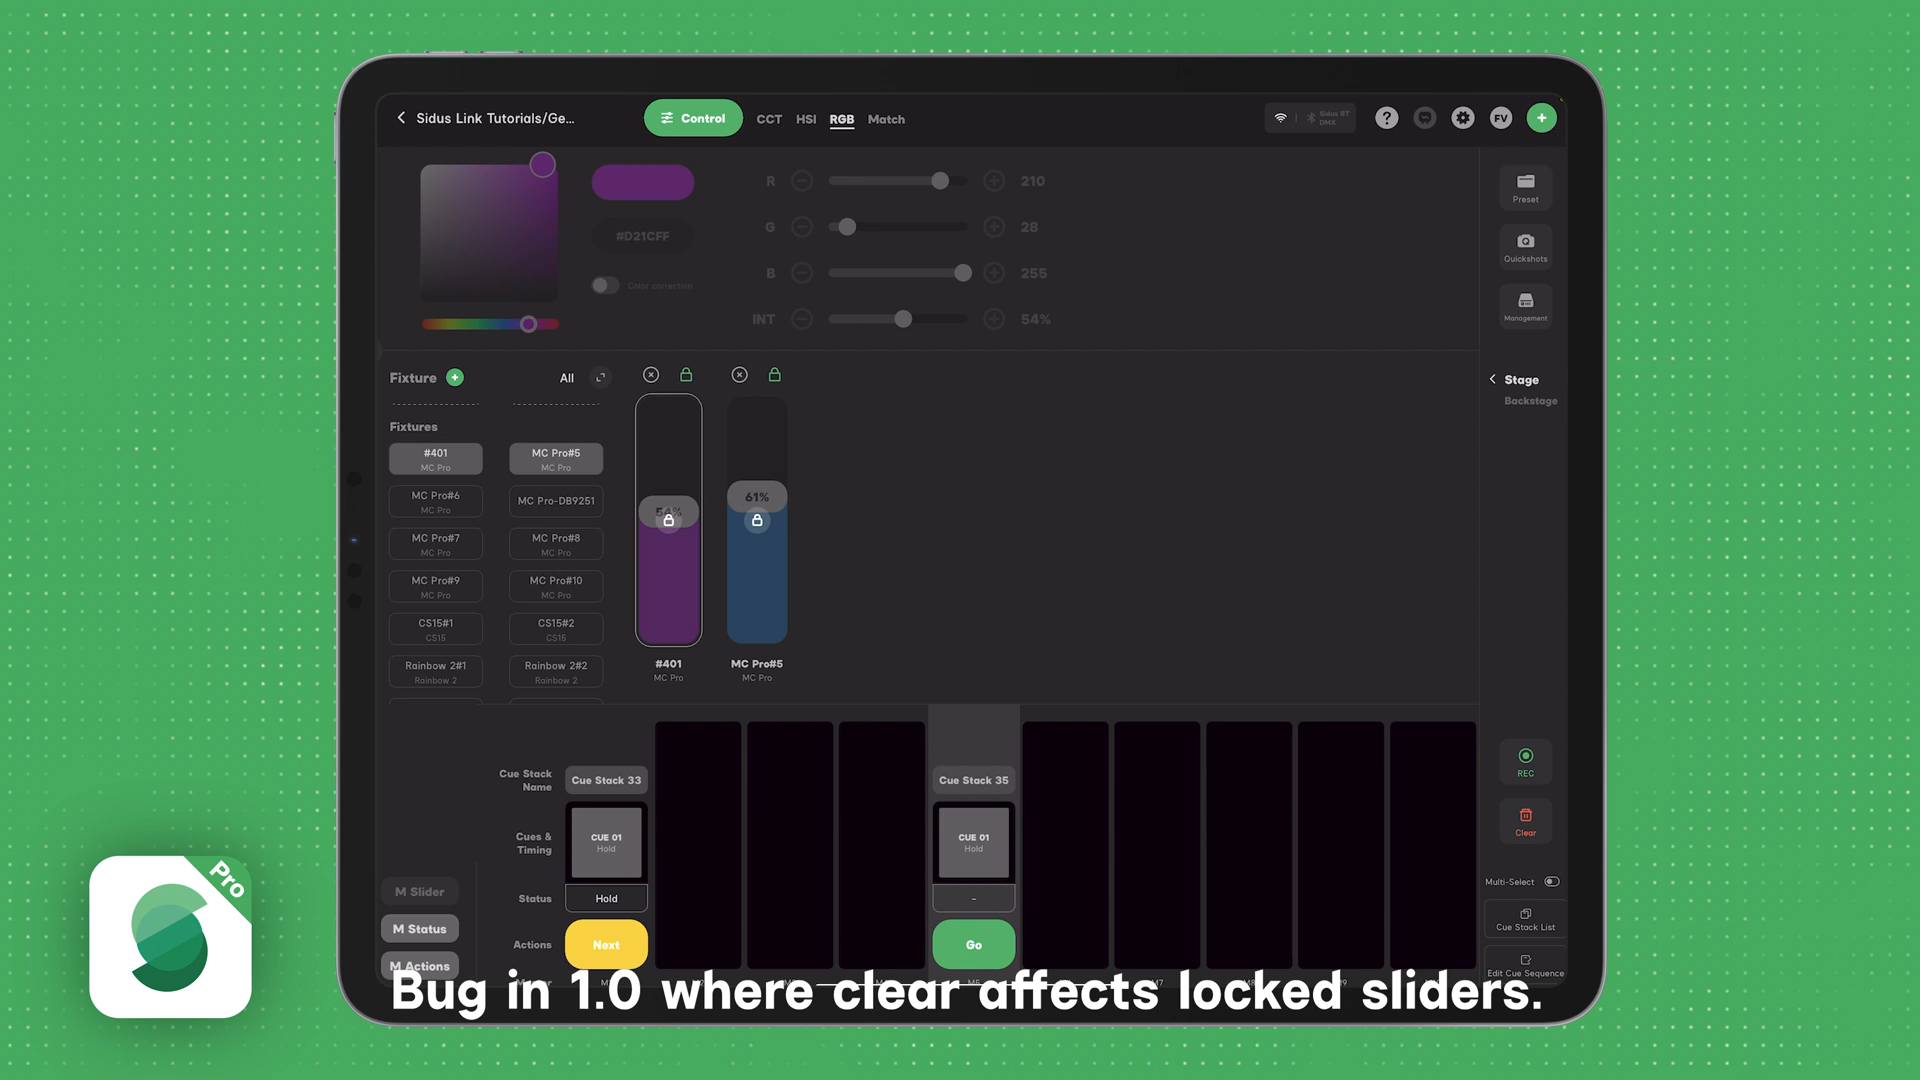 Sidus Link Tutorials/Ge...
Control
CCT
HSI
RGB
Match
Sidus BT
DMX
FV
#D21CFF
Color correction
R
210
G
28
B
255
INT
54%
Preset
Quickshots
Management
Fixture
All
Fixtures
#401
MC Pro
MC Pro#5
MC Pro
MC Pro#6
MC Pro
MC Pro-DB9251
MC Pro#7
MC Pro
MC Pro#8
MC Pro
MC Pro#9
MC Pro
MC Pro#10
MC Pro
CS15#1
CS15
CS15#2
CS15
Rainbow 2#1
Rainbow 2
Rainbow 2#2
Rainbow 2
61%
#401
MC Pro
MC Pro#5
MC Pro
Stage
Backstage
Cue Stack
Name
Cue Stack 33
Cue Stack 35
Cues &
Timing
CUE 01
Hold
CUE 01
Hold
Status
Hold
-
Actions
Next
Go
M Slider
M Status
M Actions
REC
Clear
Multi-Select
Cue Stack List
Edit Cue Sequence
Pro
Bug in 1.0 where clear affects locked sliders.